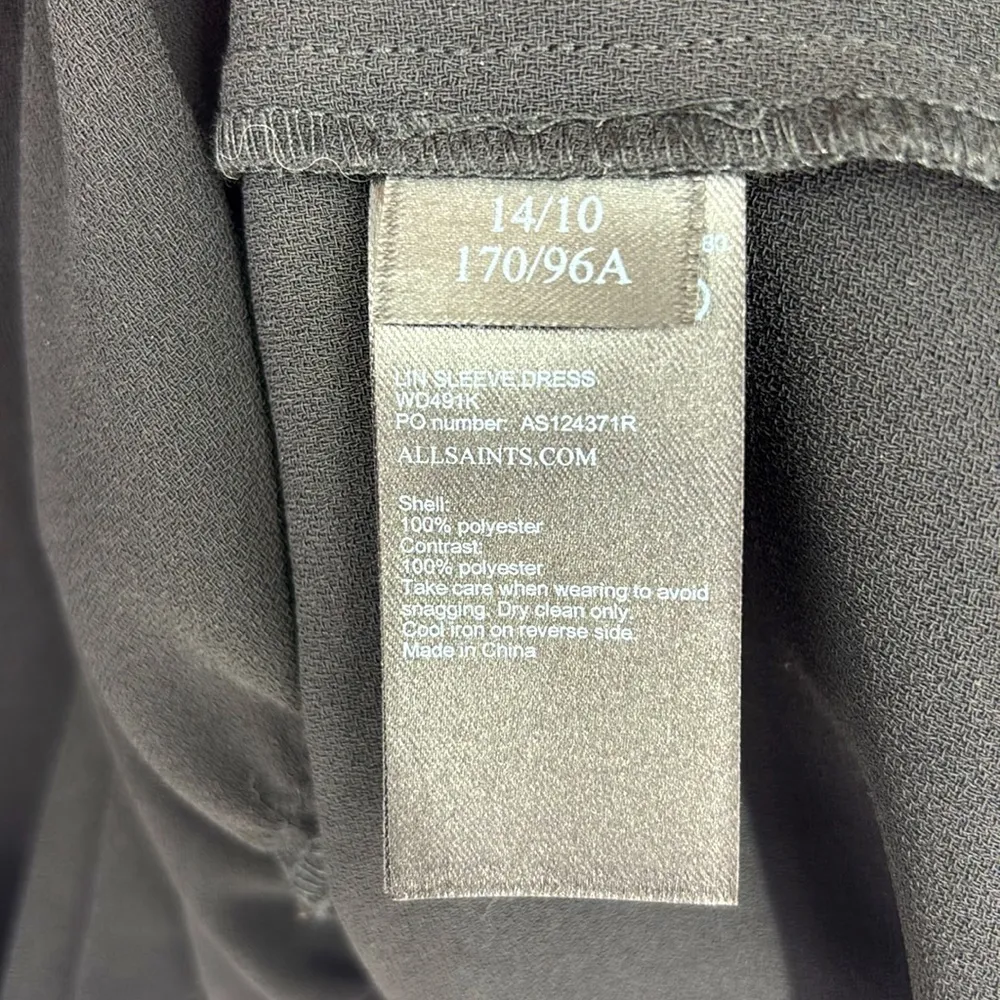 14/10
170/96A
LIN SLEEVE DRESS
WD491K
PO number: AS124371R
ALLSAINTS.COM
Shell:
100% polyester
Contrast:
100% polyester
Take care when wearing to avoid
snagging. Dry clean only.
Cool iron on reverse side.
Made in China